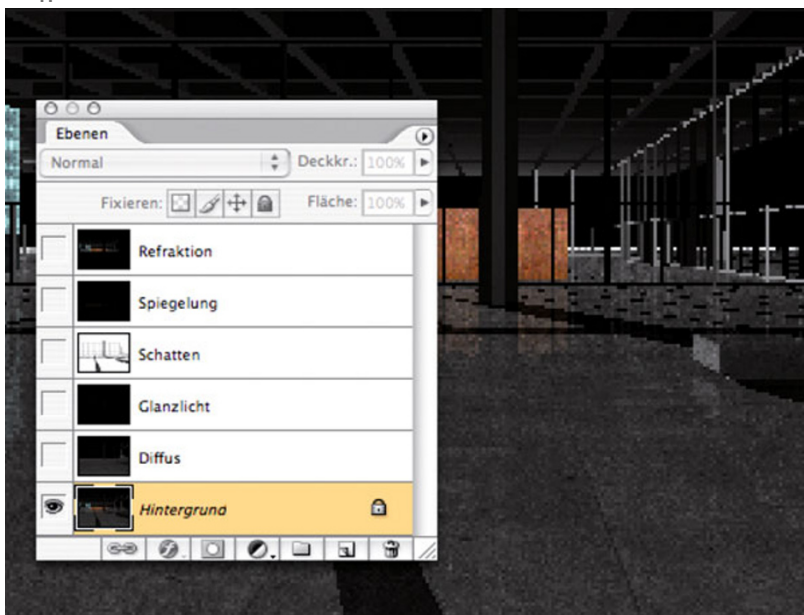 Ebenen
Normal Deckkr.: 100%
Fixieren: Fläche: 100%
Refraktion
Spiegelung
Schatten
Glanzlicht
Diffus
Hintergrund